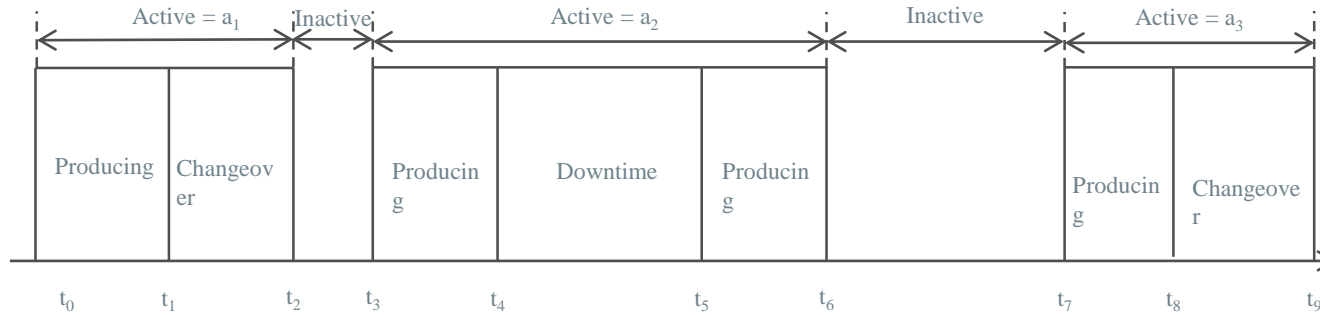 Active = a₁
Inactive
Active = a₂
Inactive
Active = a₃
Producing
Changeov
er
Producin
g
Downtime
Producin
g
Producin
g
Changeove
r
t₀
t₁
t₂
t₃
t₄
t₅
t₆
t₇
t₈
t₉